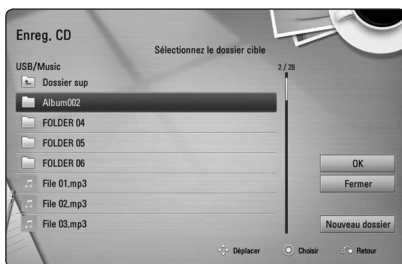 Enreg. CD
Sélectionnez le dossier cible
USB/Music
2 / 28
Dossier sup
Album002
FOLDER 04
FOLDER 05
FOLDER 06
File 01.mp3
File 02.mp3
File 03.mp3
OK
Fermer
Nouveau dossier
Déplacer
Choisir
Retour